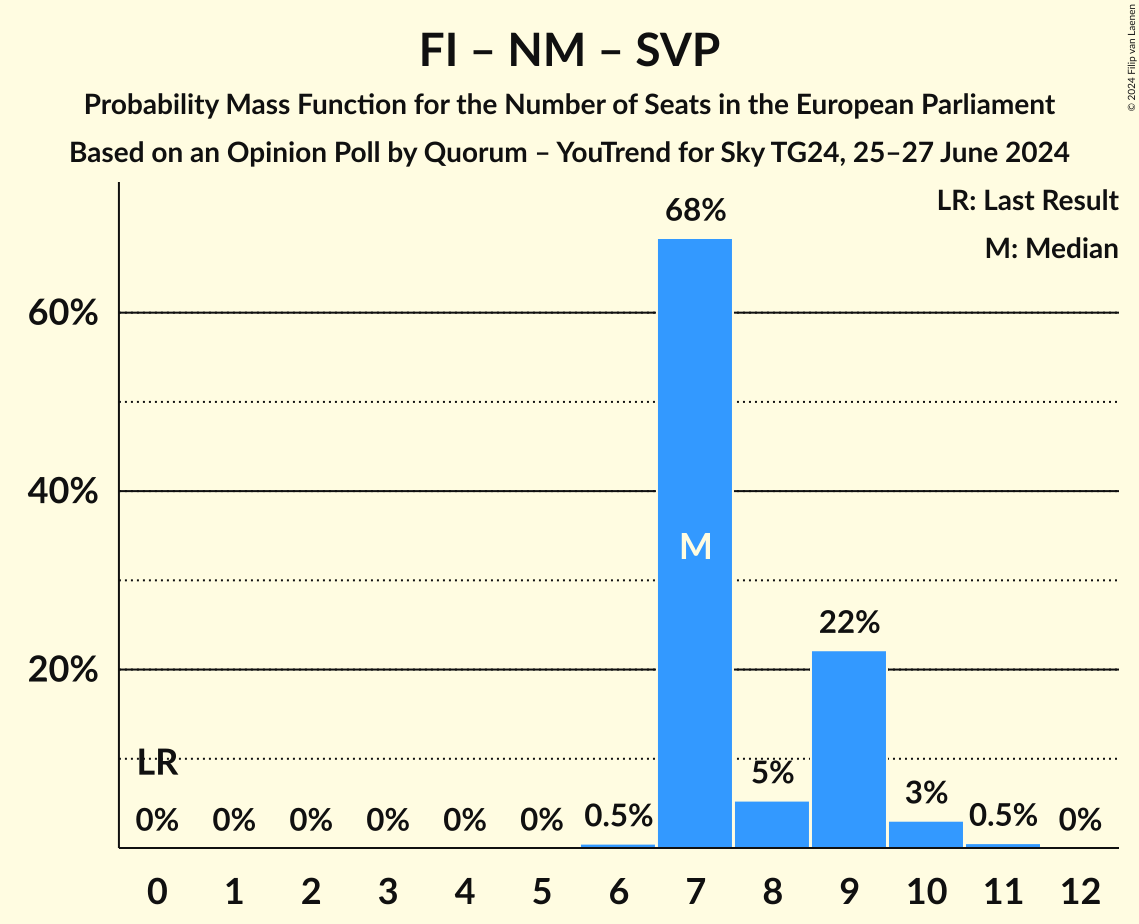 FI – NM – SVP
Probability Mass Function for the Number of Seats in the European Parliament
Based on an Opinion Poll by Quorum – YouTrend for Sky TG24, 25–27 June 2024
© 2024 Filip van Laenen
LR: Last Result
M: Median
68%
60%
40%
M
22%
20%
LR
5%
3%
0% 0% 0% 0% 0% 0% 0.5% 0.5% 0%
0 1 2 3 4 5 6 7 8 9 10 11 12